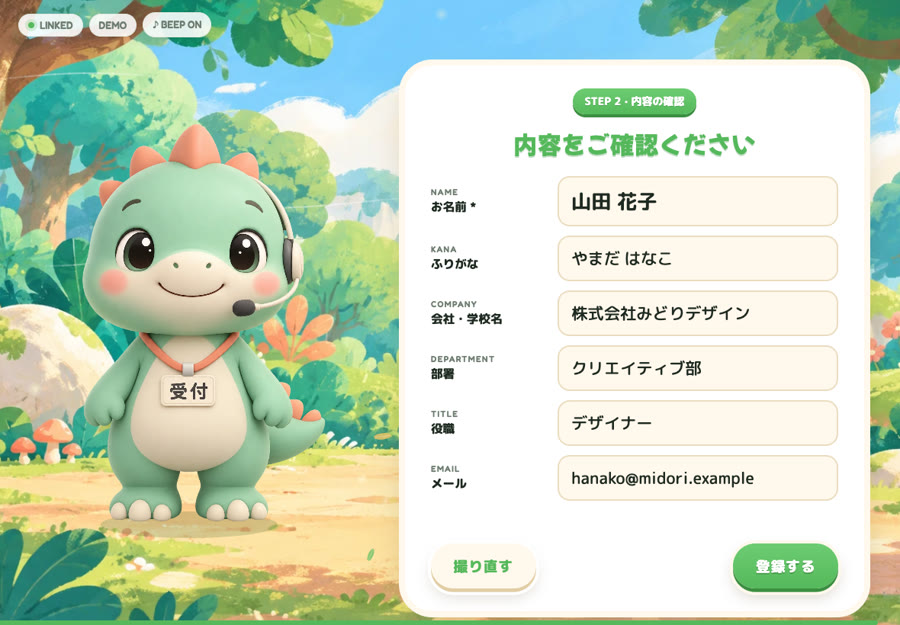 LINKED
DEMO
♪ BEEP ON
STEP 2・内容の確認
内容をご確認ください
NAME
お名前 *
山田 花子
KANA
ふりがな
やまだ はなこ
COMPANY
会社・学校名
株式会社みどりデザイン
DEPARTMENT
部署
クリエイティブ部
TITLE
役職
デザイナー
EMAIL
メール
hanako@midori.example
受付
撮り直す
登録する